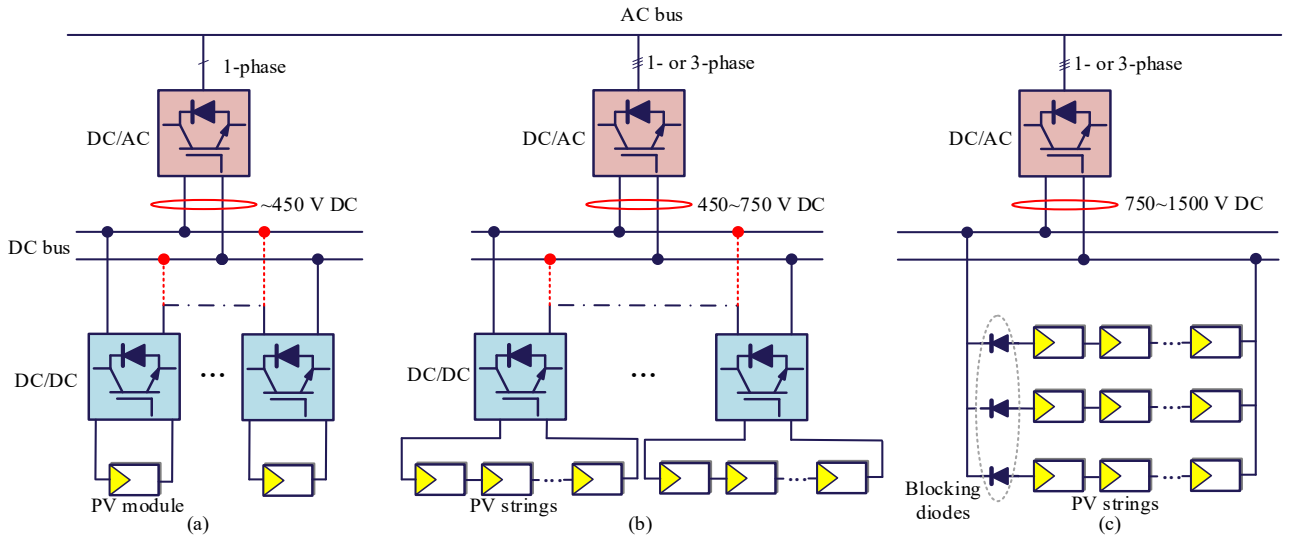 AC bus
1-phase
1- or 3-phase
1- or 3-phase
DC/AC
DC/AC
DC/AC
~450 V DC
450~750 V DC
750~1500 V DC
DC bus
DC/DC
...
DC/DC
...
...
...
...
...
...
PV module
PV strings
Blocking
diodes
PV strings
(a)
(b)
(c)